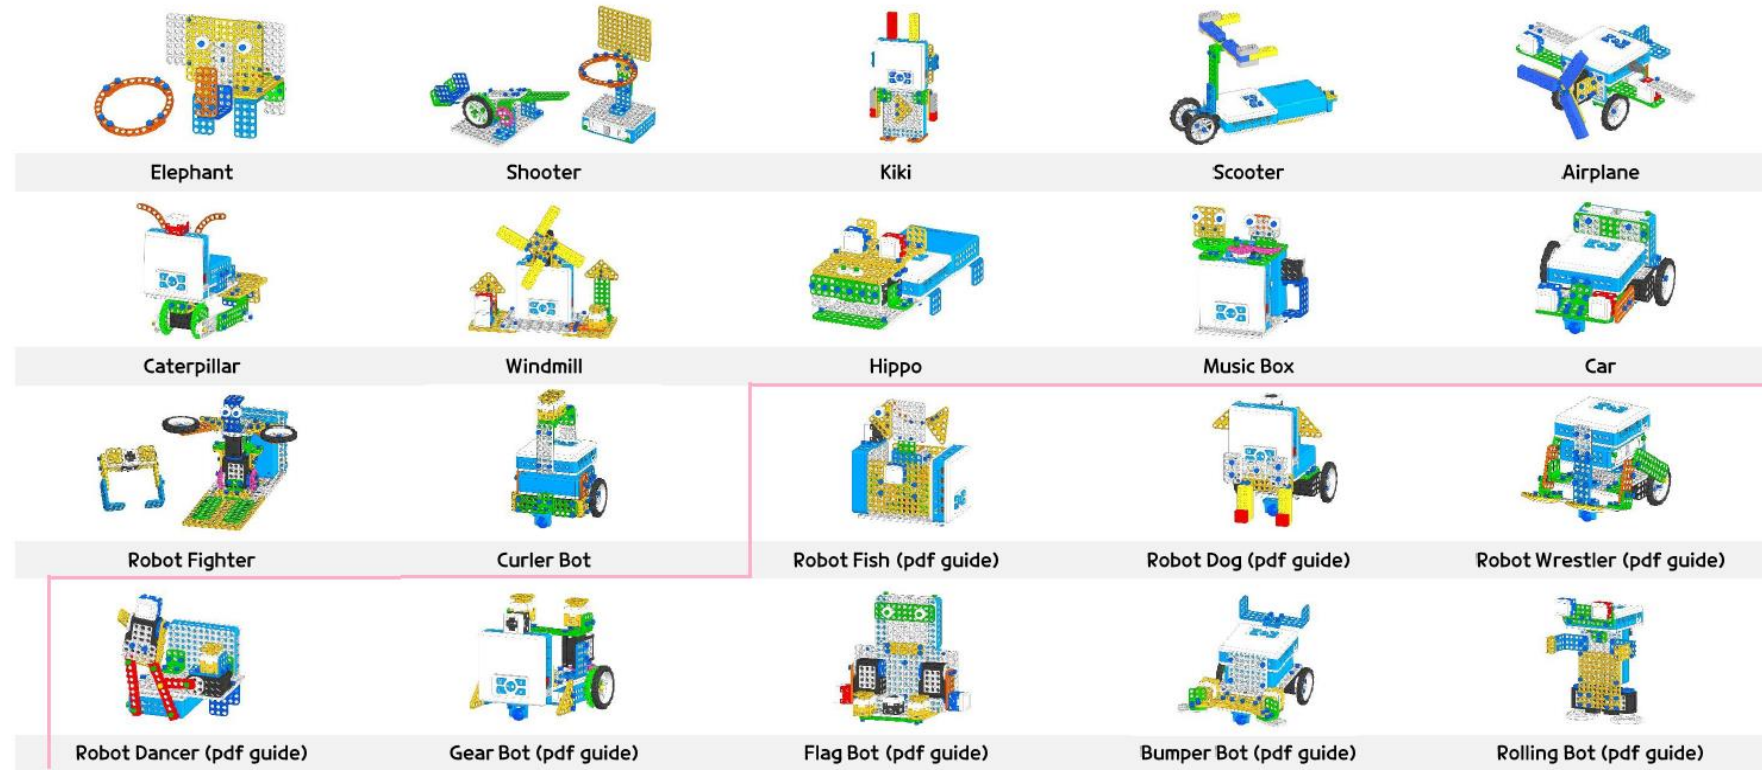 Elephant
Shooter
Kiki
Scooter
Airplane
Caterpillar
Windmill
Hippo
Music Box
Car
Robot Fighter
Curler Bot
Robot Fish (pdf guide)
Robot Dog (pdf guide)
Robot Wrestler (pdf guide)
Robot Dancer (pdf guide)
Gear Bot (pdf guide)
Flag Bot (pdf guide)
Bumper Bot (pdf guide)
Rolling Bot (pdf guide)